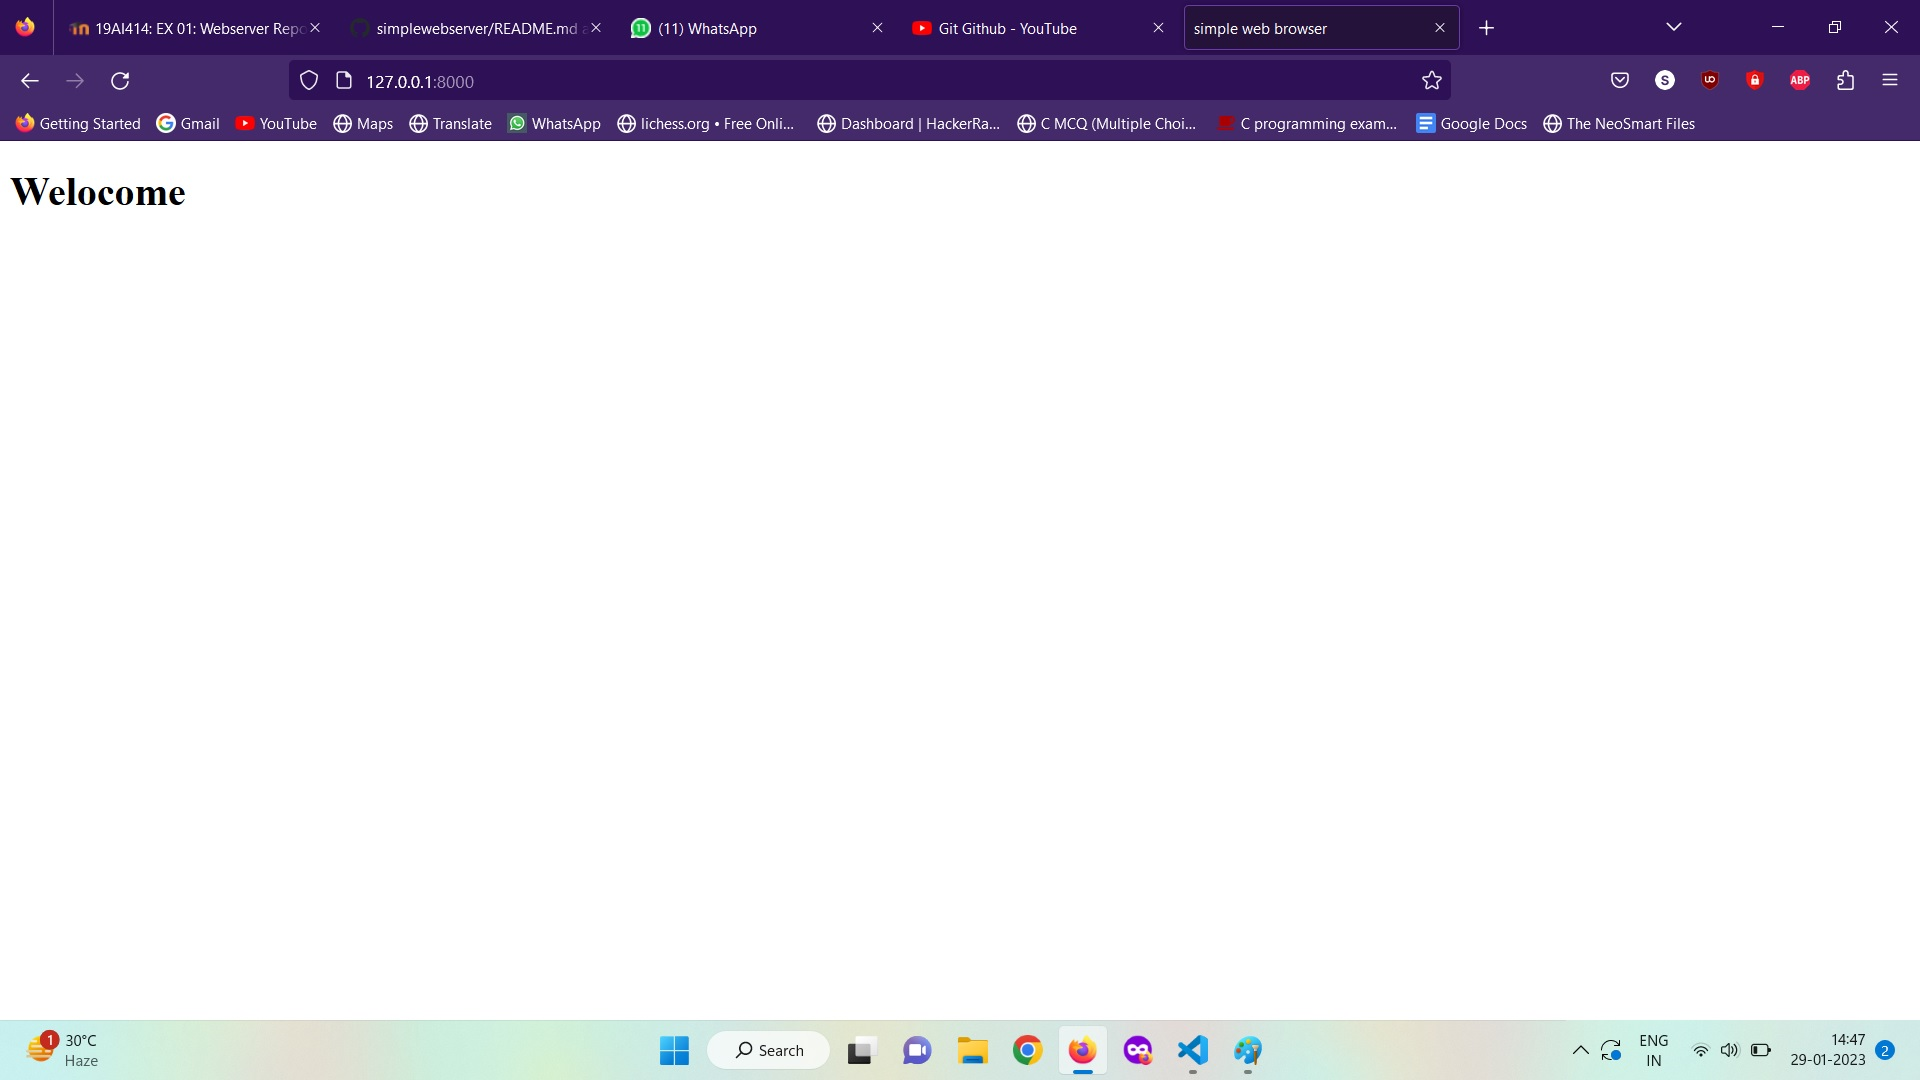 19AI414: EX 01: Webserver Repo
simplewebserver/README.md a
11 (11) WhatsApp
Git Github - YouTube
simple web browser
127.0.0.1:8000
S
ABP
Getting Started
Gmail
YouTube
Maps
Translate
WhatsApp
lichess.org • Free Onli...
Dashboard | HackerRa...
C MCQ (Multiple Choi...
C programming exam...
Google Docs
The NeoSmart Files
Welocome
1
30°C
Haze
Search
ENG
IN
14:47
29-01-2023
2